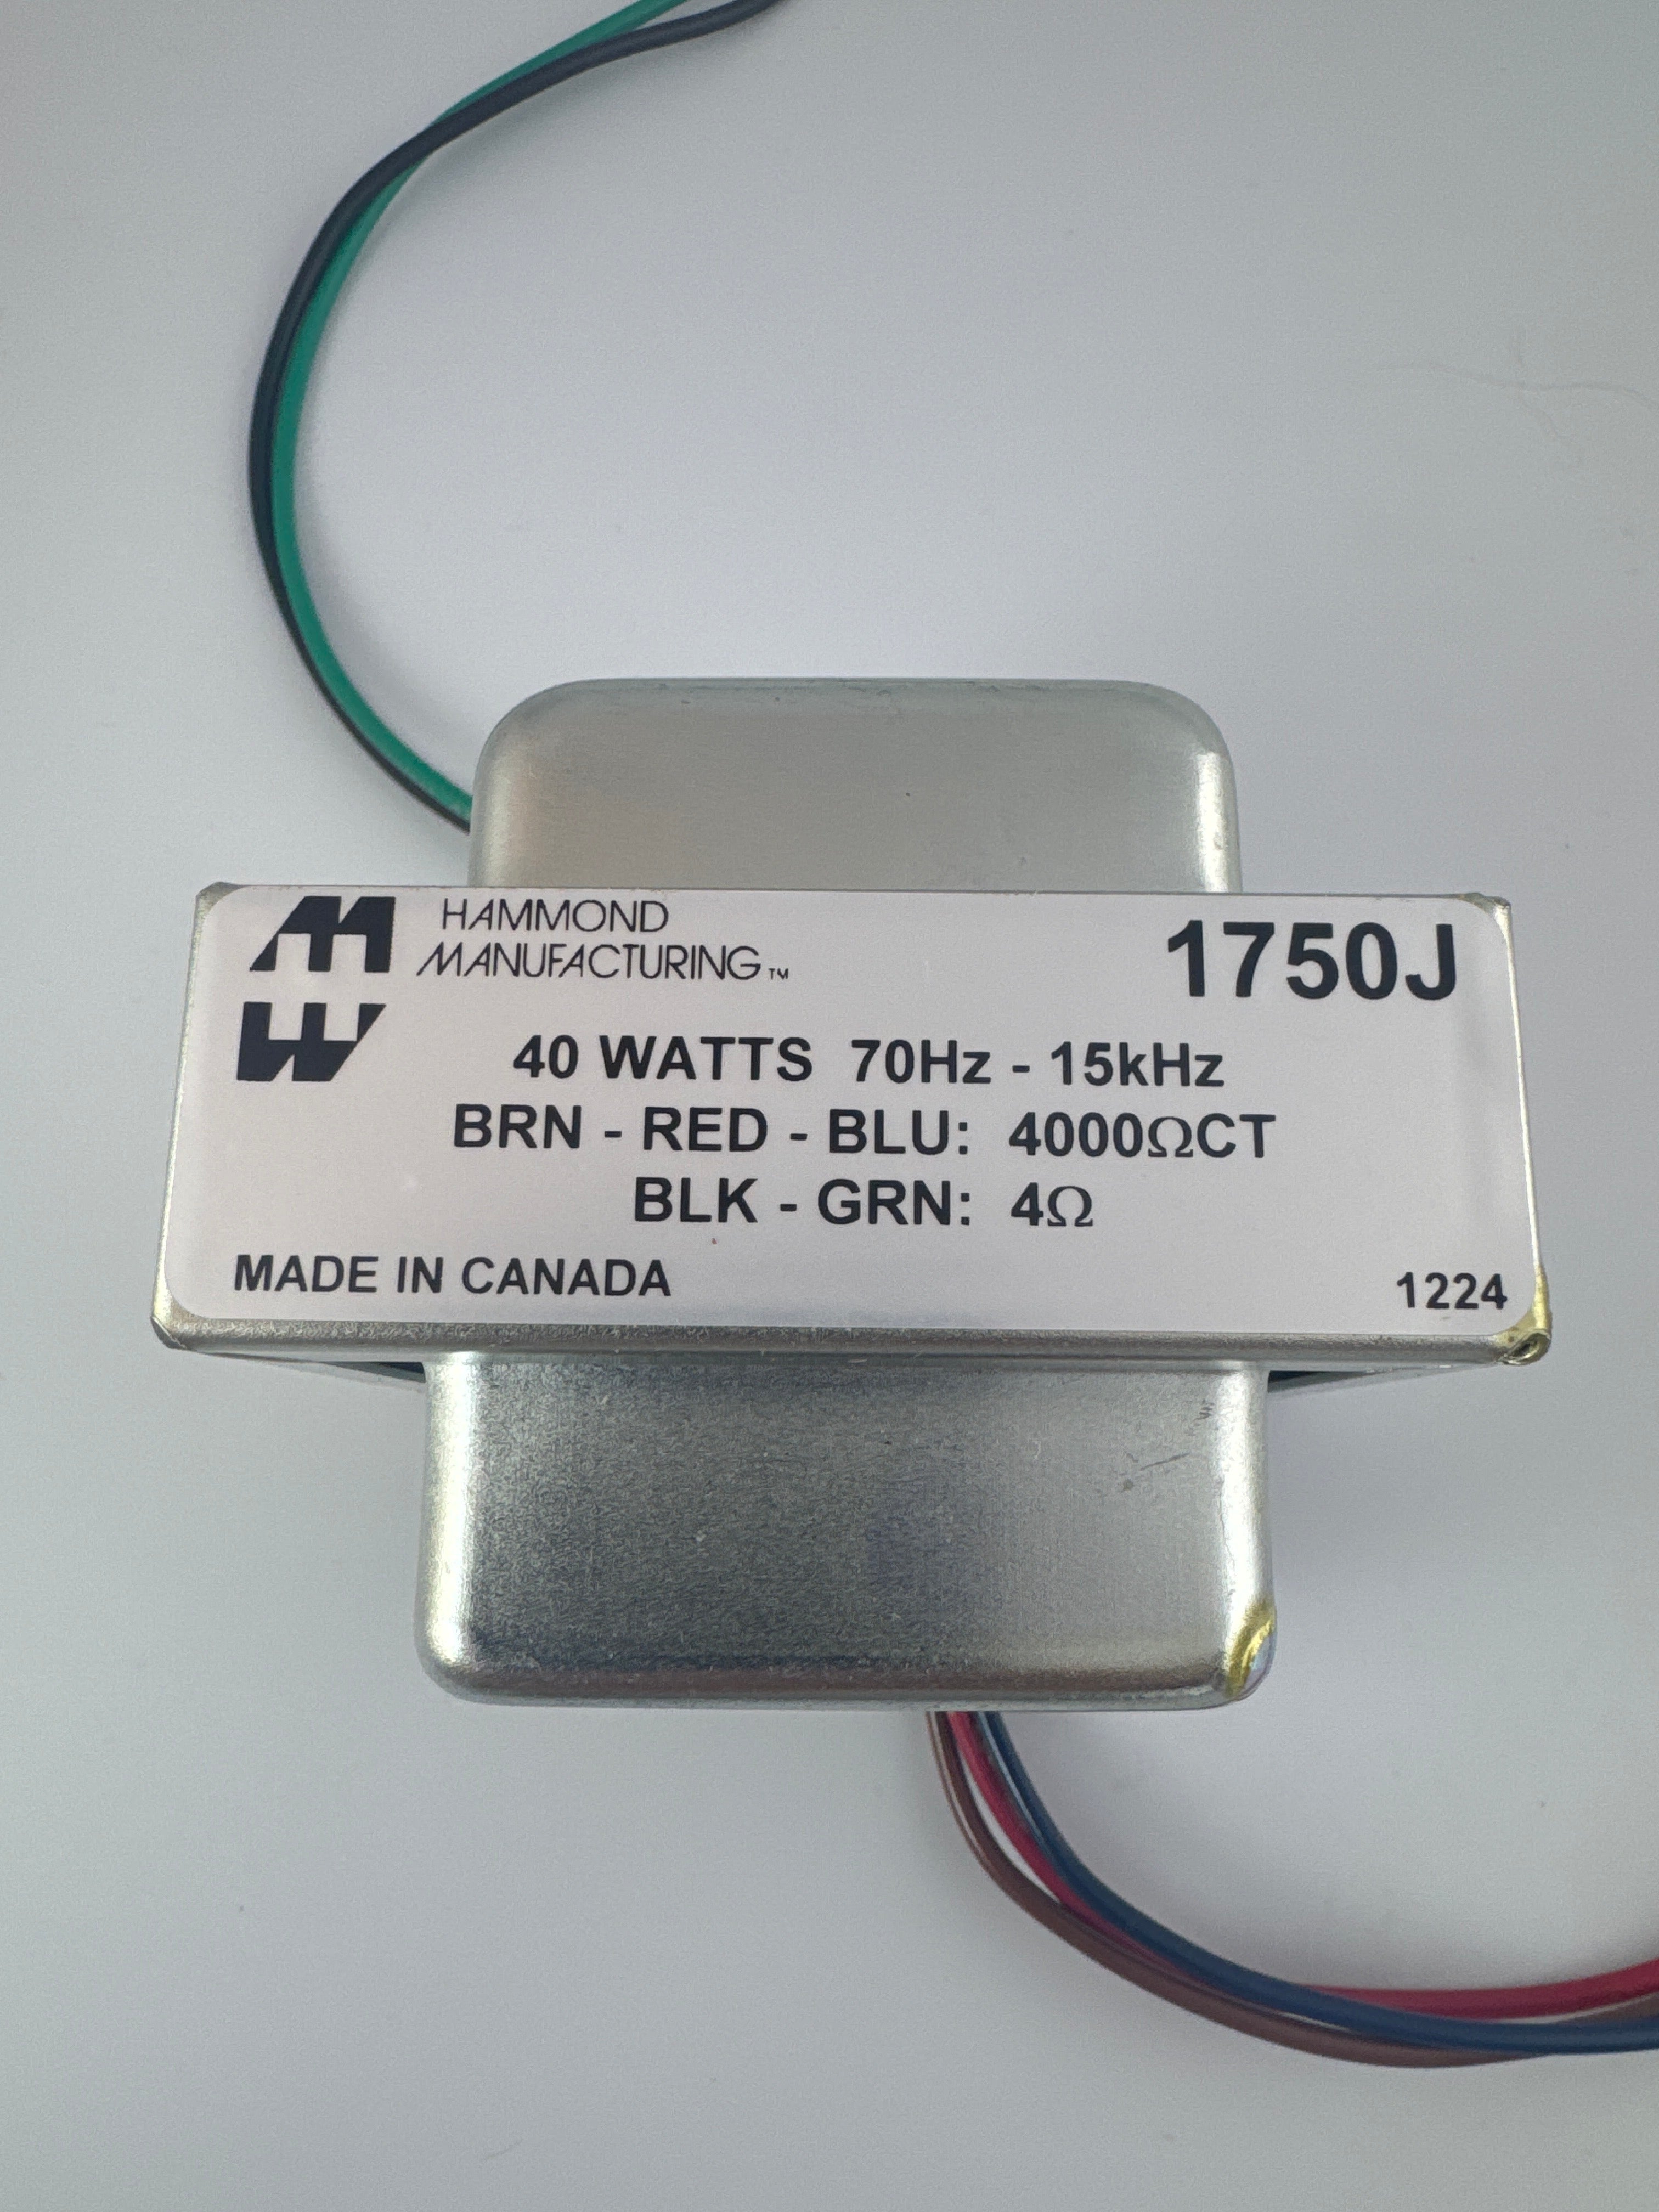 HAMMOND
MANUFACTURING™
1750J
40 WATTS 70Hz - 15kHz
BRN - RED - BLU: 4000ΩCT
BLK - GRN: 4Ω
MADE IN CANADA
1224